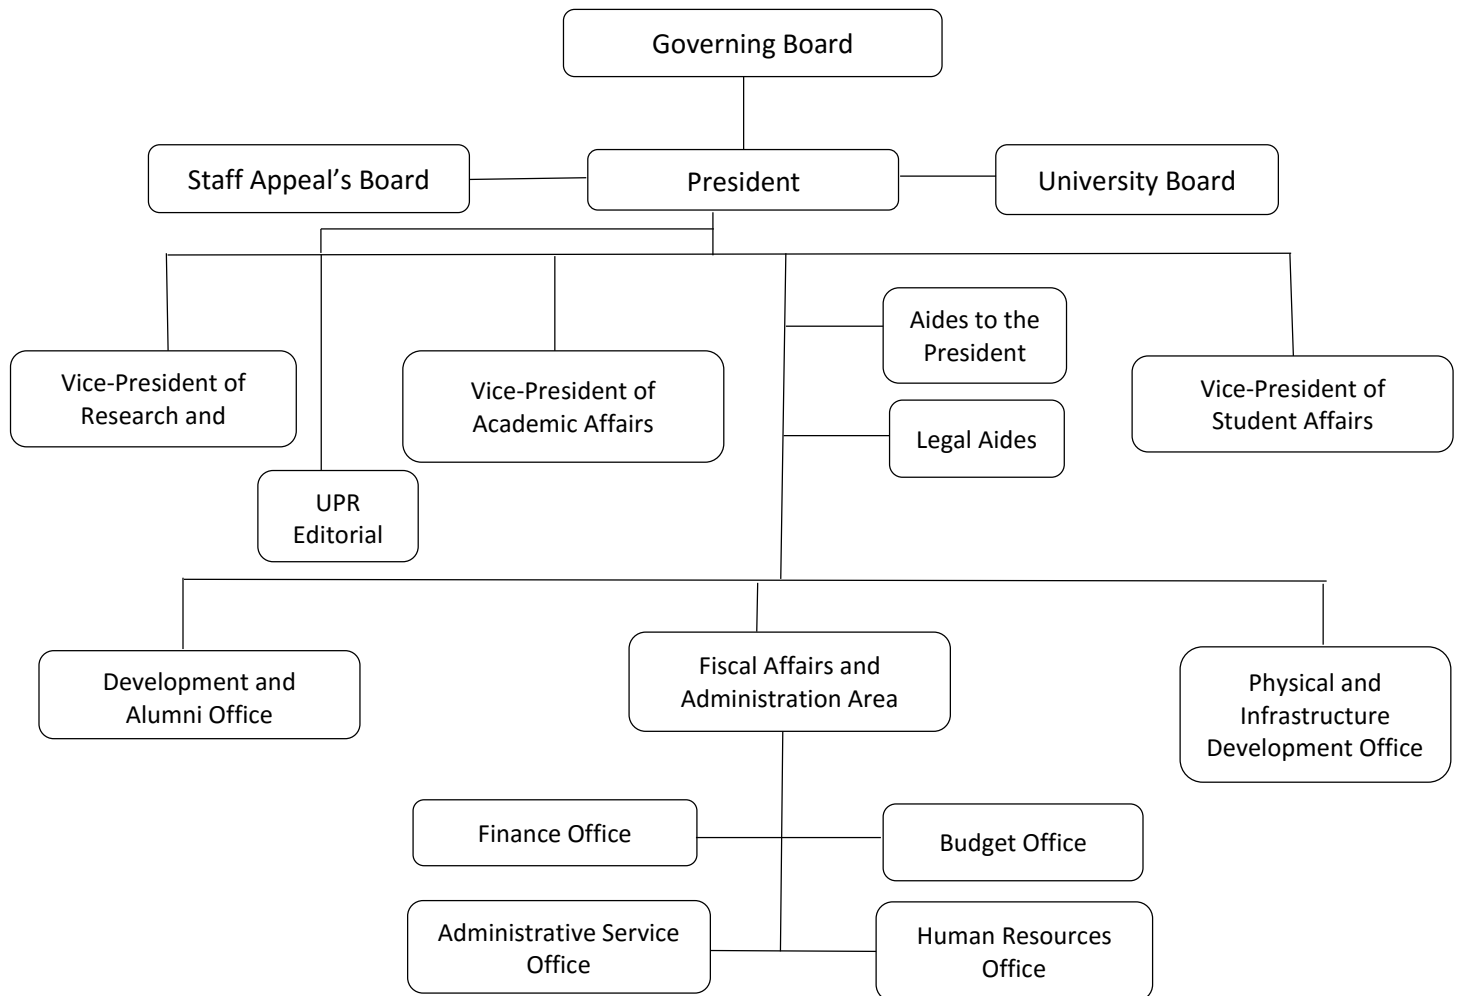 Governing Board
Staff Appeal’s Board
President
University Board
Aides to the
President
Vice-President of
Research and
Vice-President of
Academic Affairs
Vice-President of
Student Affairs
Legal Aides
UPR
Editorial
Development and
Alumni Office
Fiscal Affairs and
Administration Area
Physical and
Infrastructure
Development Office
Finance Office
Budget Office
Administrative Service
Office
Human Resources
Office